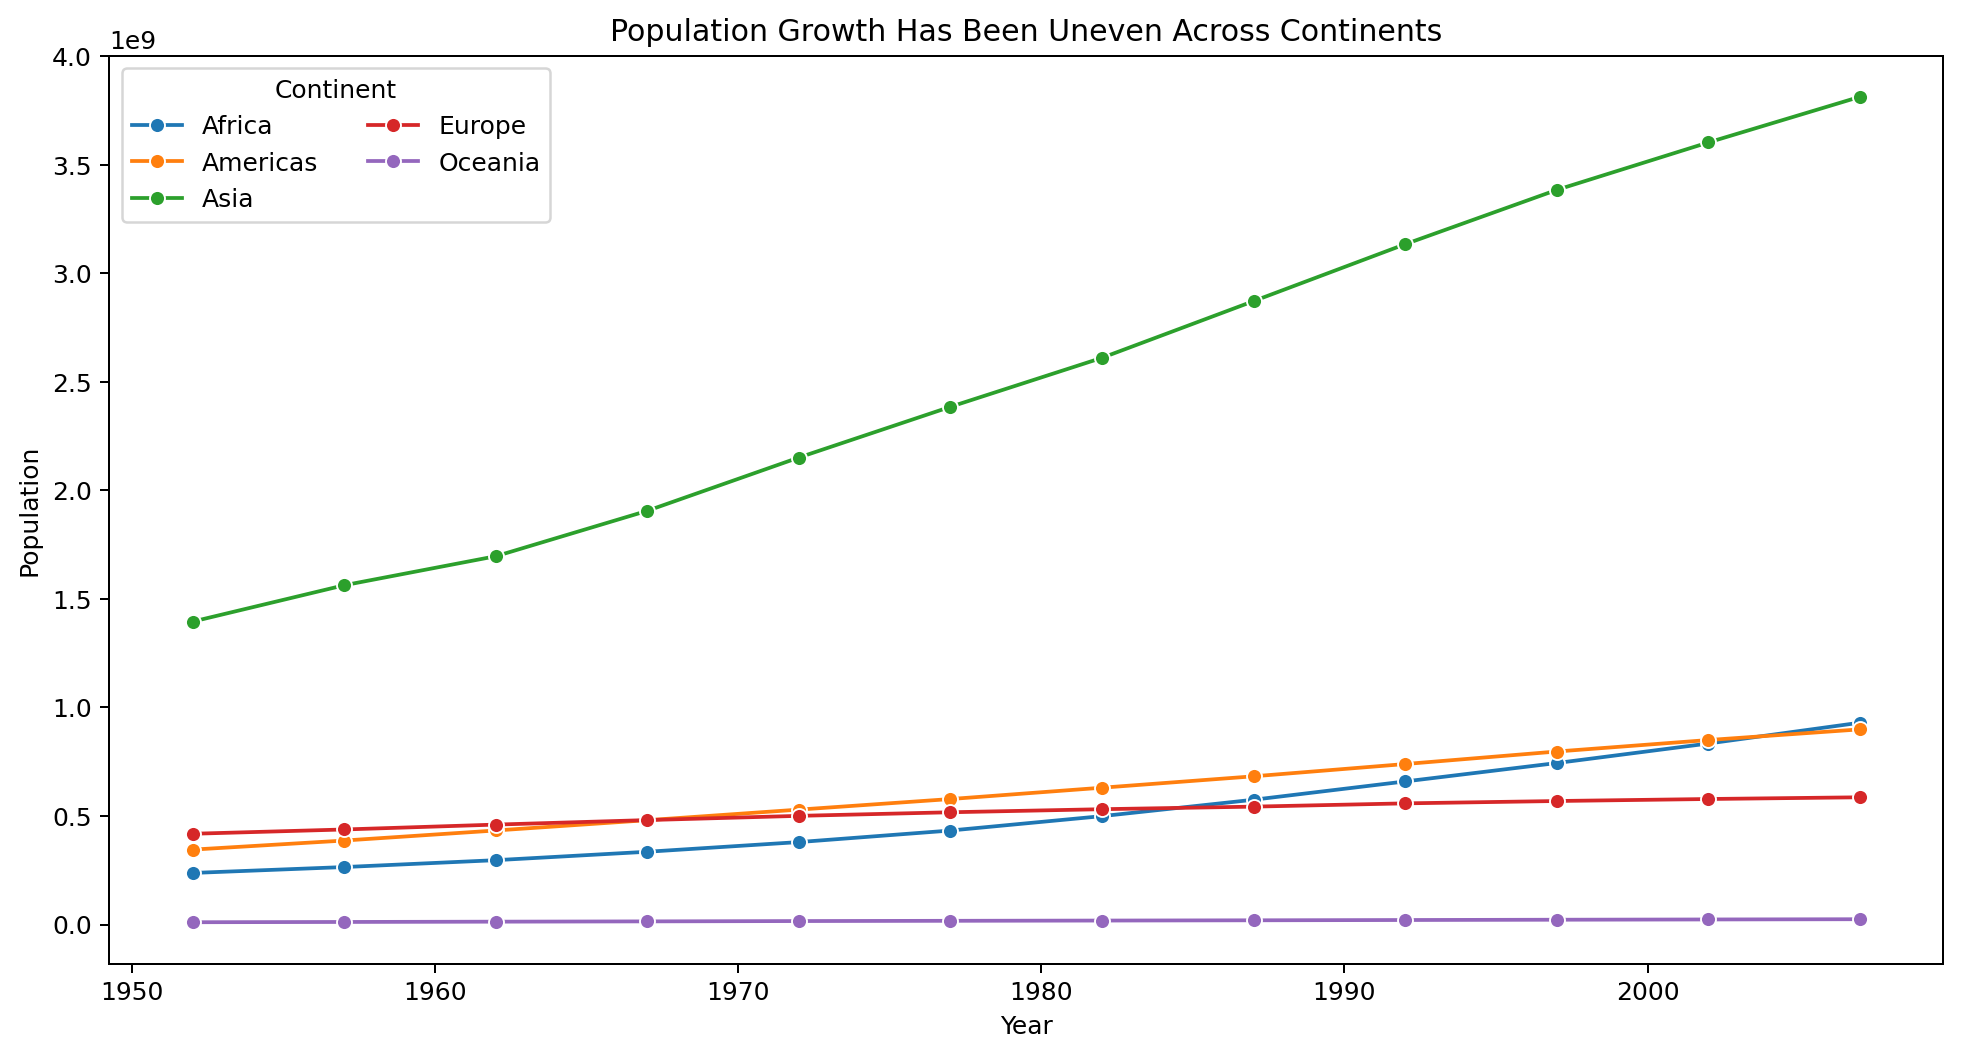 Population Growth Has Been Uneven Across Continents
1e9
4.0
3.5
3.0
2.5
2.0
1.5
1.0
0.5
0.0
Population
Continent
Africa
Americas
Asia
Europe
Oceania
1950 1960 1970 1980 1990 2000
Year